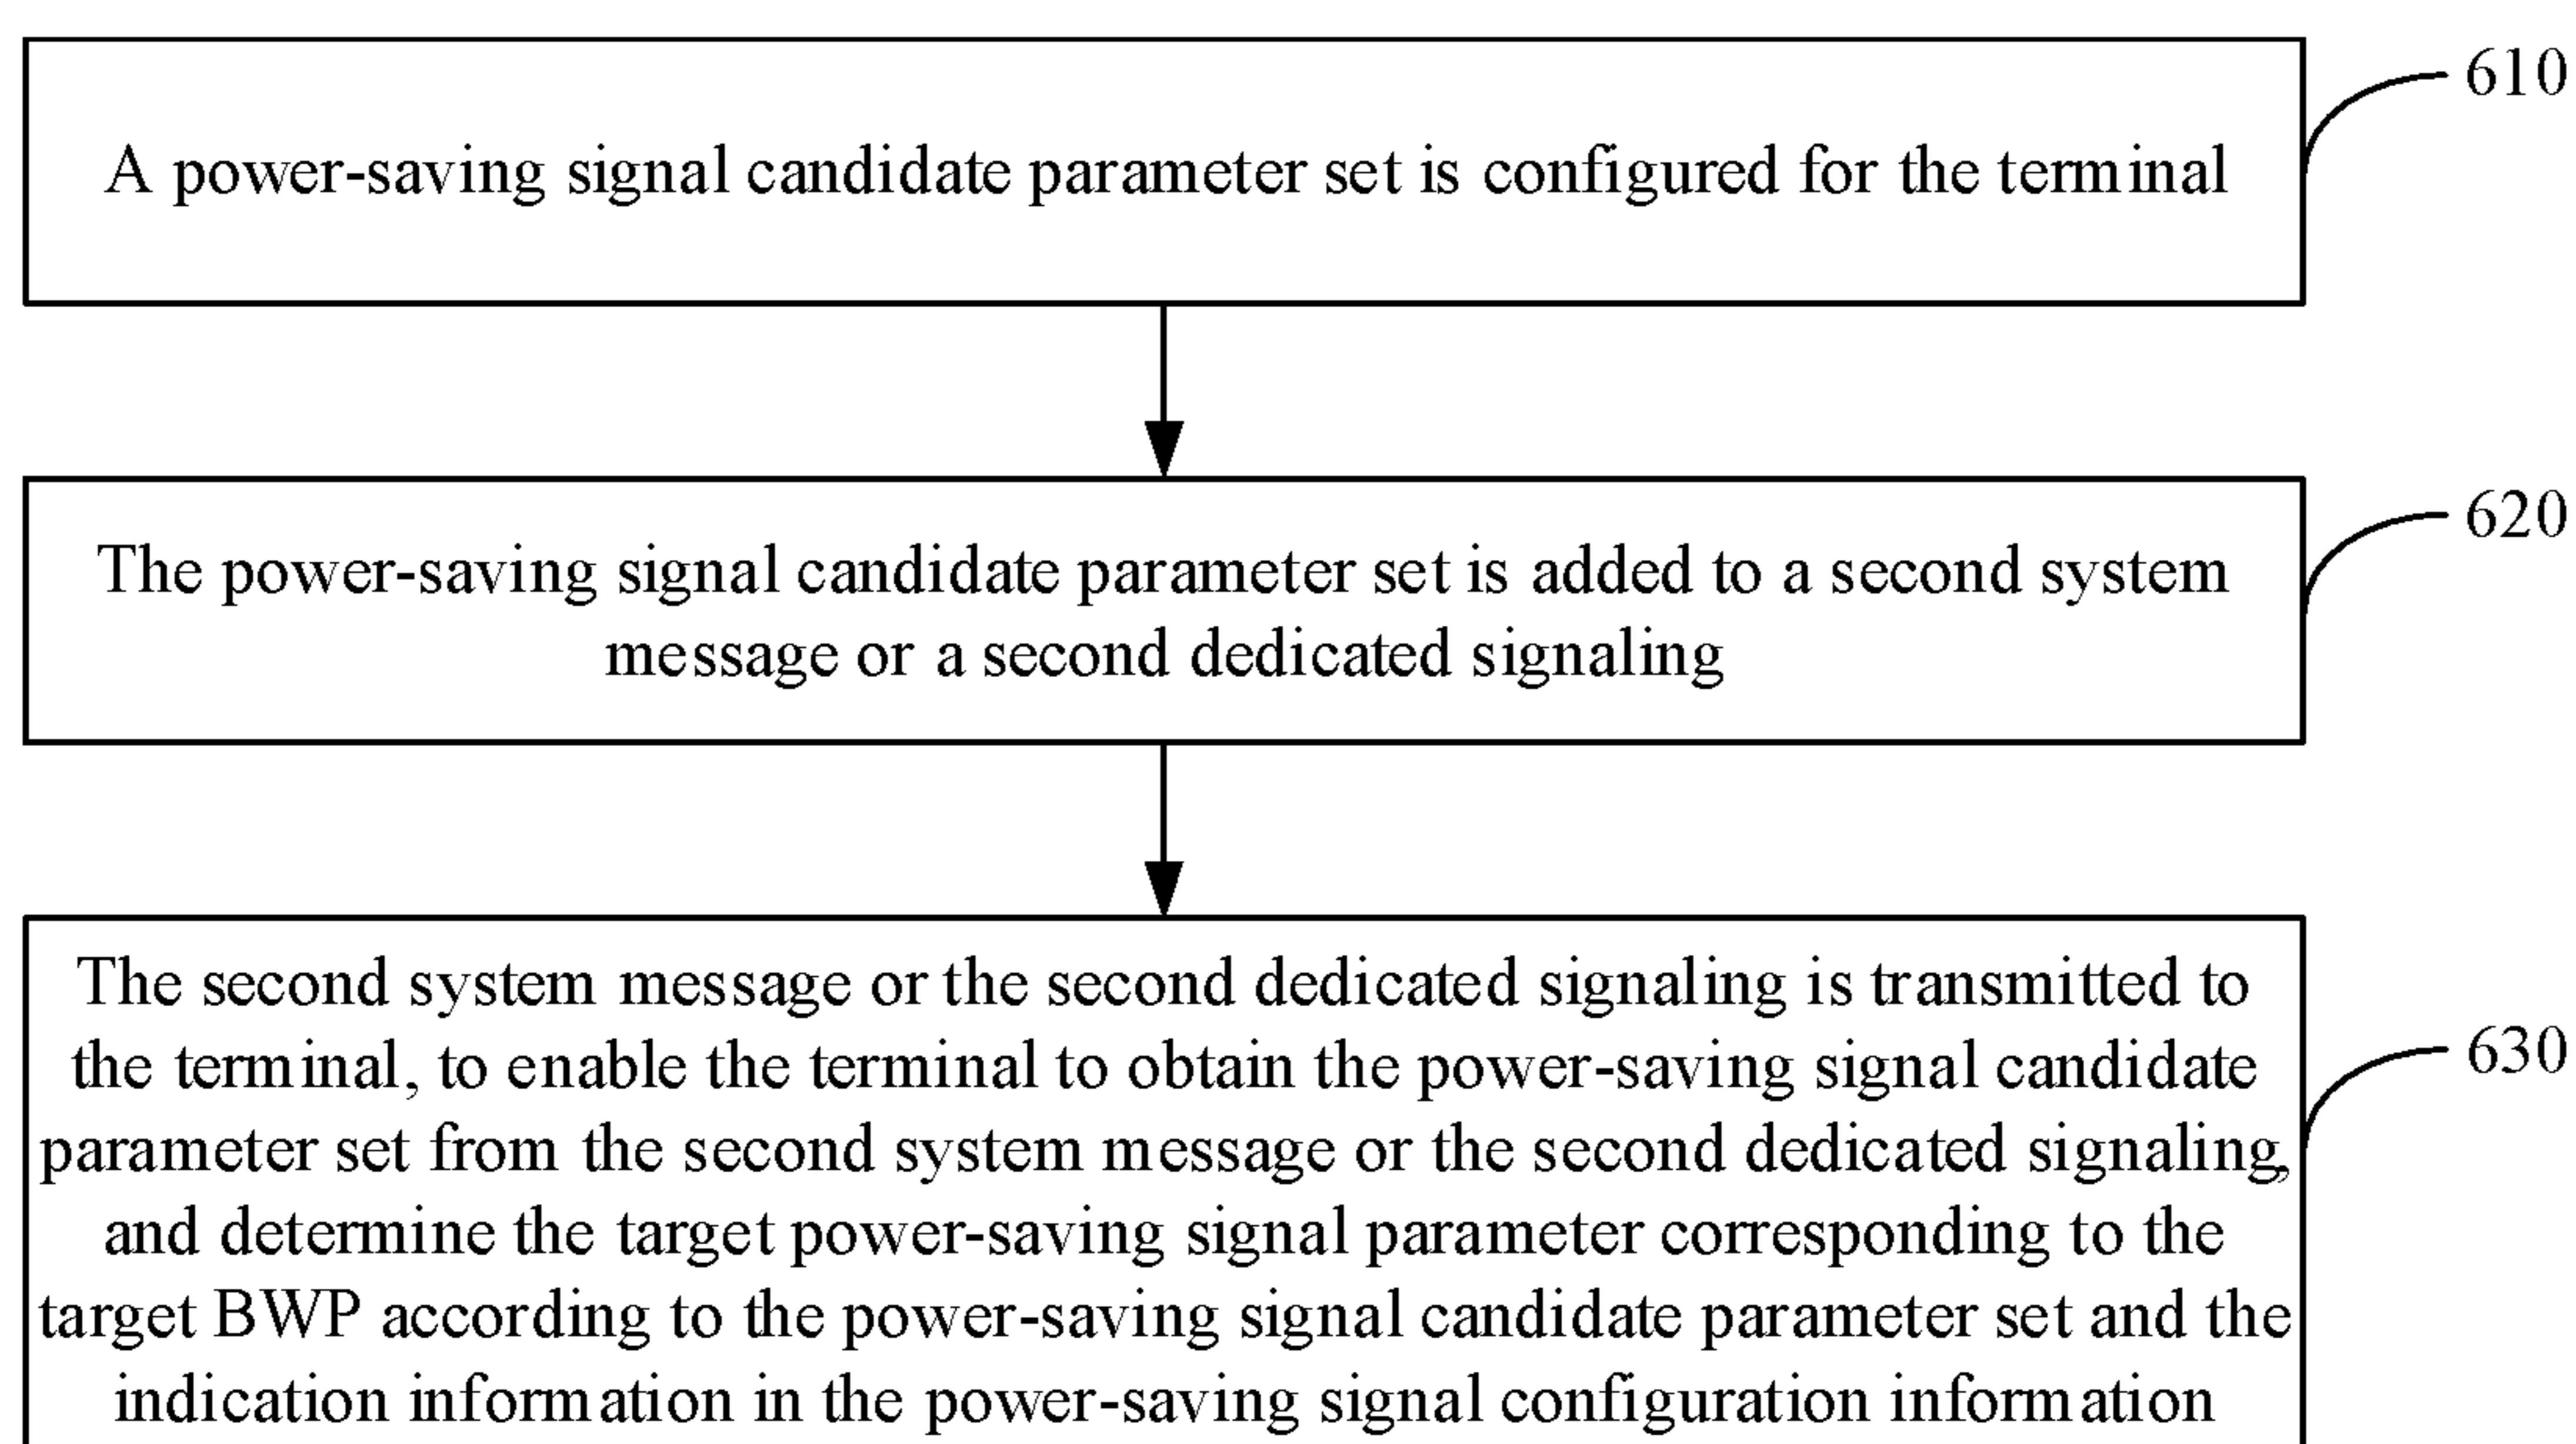 610
A power-saving signal candidate parameter set is configured for the terminal
620
The power-saving signal candidate parameter set is added to a second system
message or a second dedicated signaling
The second system message or the second dedicated signaling is transmitted to
630
the terminal, to enable the terminal to obtain the power-saving signal candidate
parameter set from the second system message or the second dedicated signaling,
and determine the target power-saving signal parameter corresponding to the
target BWP according to the power-saving signal candidate parameter set and the
indication information in the power-saving signal configuration information